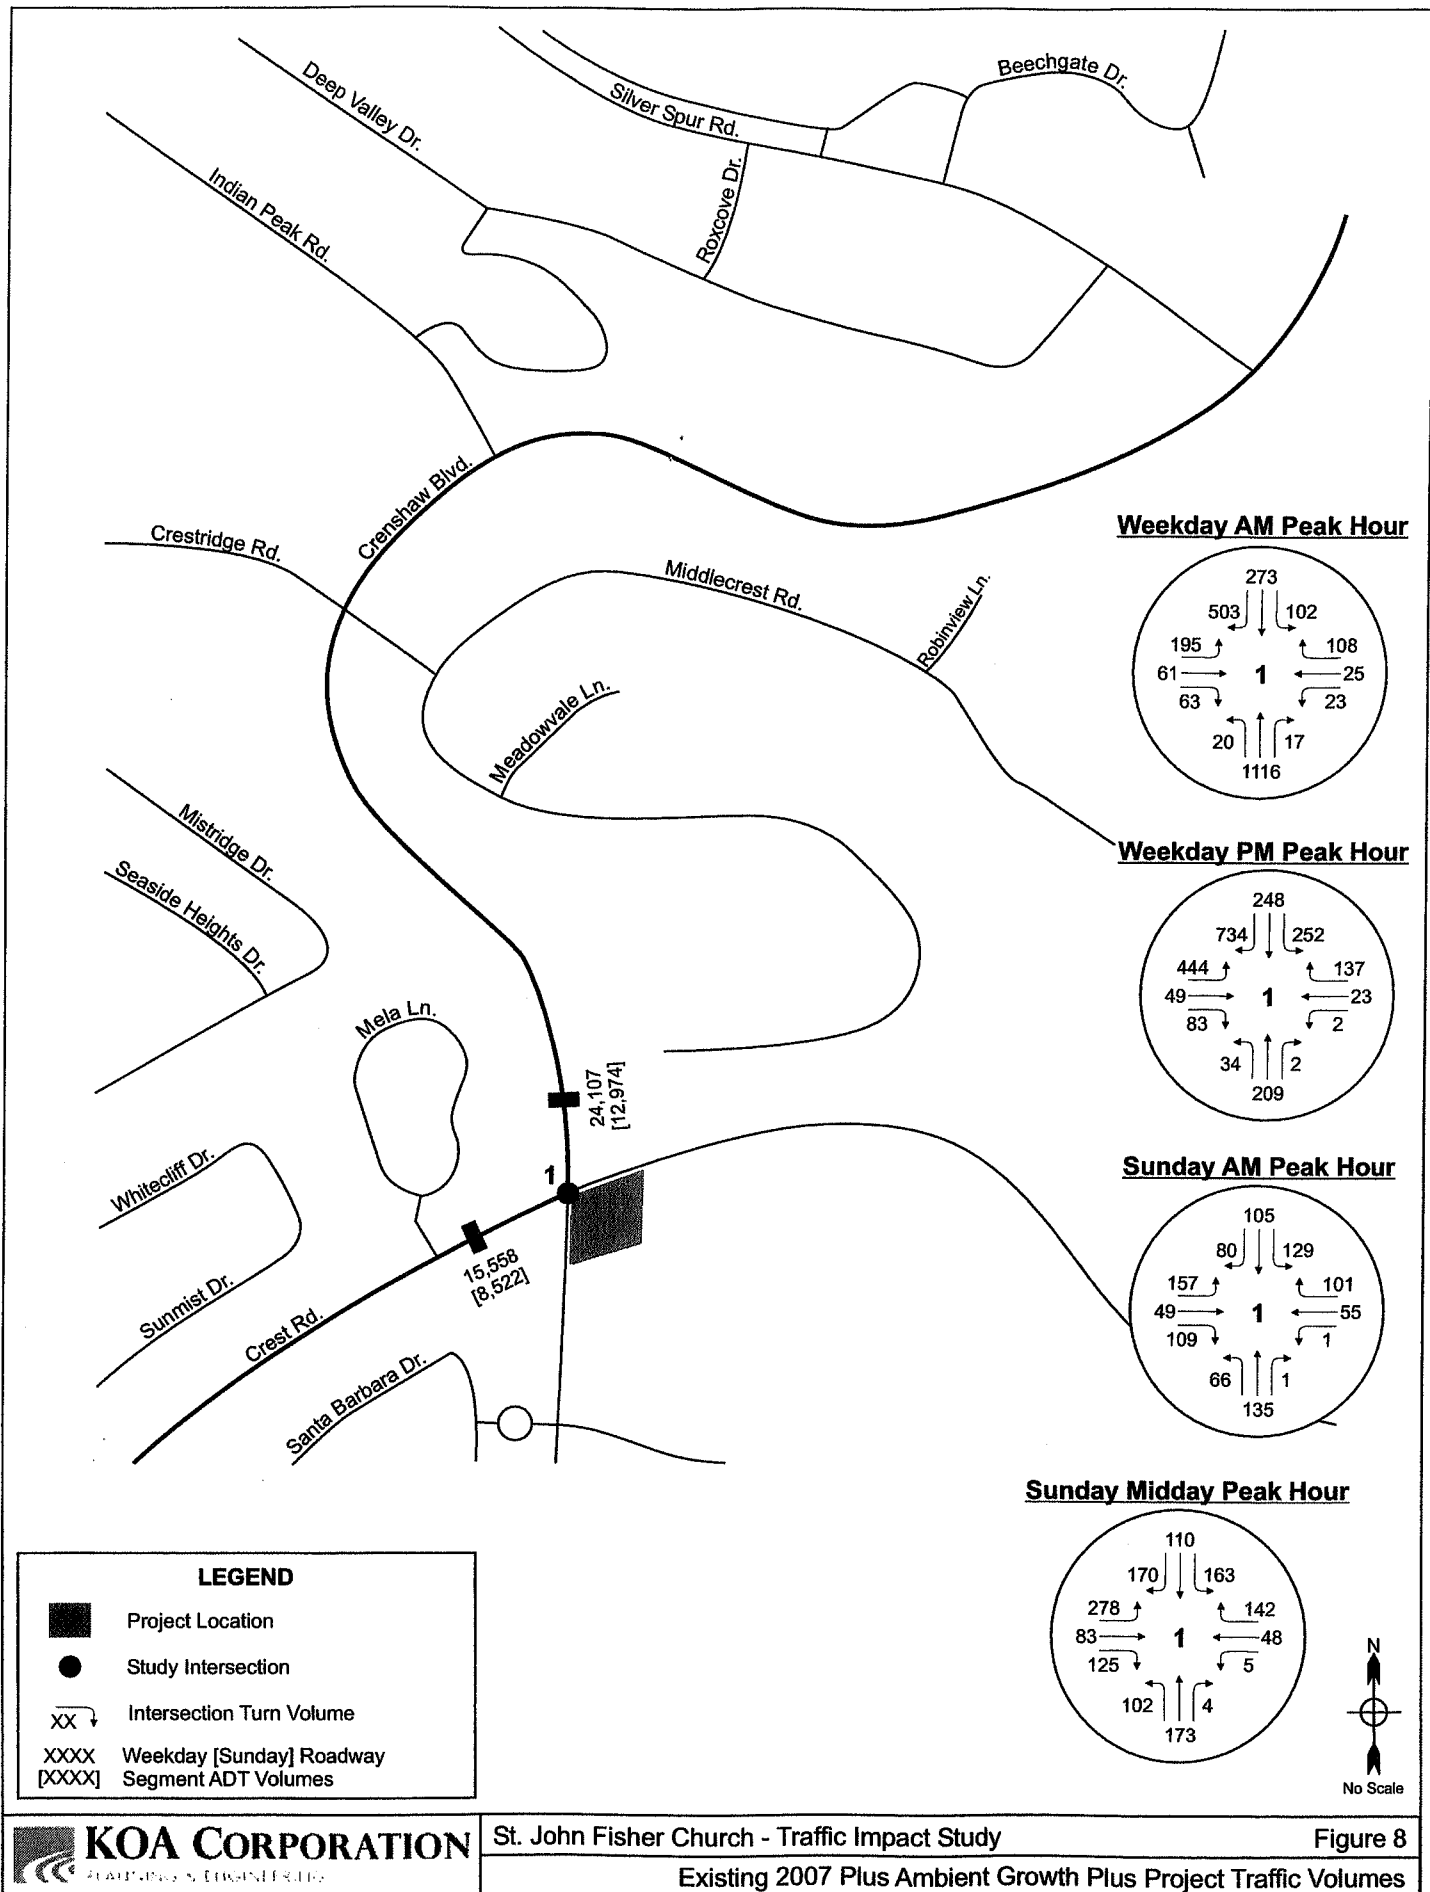 Beechgate Dr.
Deep Valley Dr.
Silver Spur Rd.
Roxcove Dr.
Indian Peak Rd.
Crenshaw Blvd.
Crestridge Rd.
Middlecrest Rd.
Robinview Ln.
Meadowvale Ln.
Mistridge Dr.
Seaside Heights Dr.
Mela Ln.
24,107
[12,974]
1
Whitecliff Dr.
15,558
[8,522]
Sunmist Dr.
Crest Rd.
Santa Barbara Dr.
Weekday AM Peak Hour
273
503 102
195 108
61 1 25
63 23
20 17
1116
Weekday PM Peak Hour
248
734 252
444 137
49 1 23
83 2
34 2
209
Sunday AM Peak Hour
105
80 129
157 101
49 1 55
109 1
66 1
135
Sunday Midday Peak Hour
110
170 163
278 142
83 1 48
125 5
102 4
173
N
No Scale
LEGEND
Project Location
Study Intersection
XX Intersection Turn Volume
XXXX Weekday [Sunday] Roadway
[XXXX] Segment ADT Volumes
KOA CORPORATION
PLANNING & ENGINEERING
St. John Fisher Church - Traffic Impact Study
Figure 8
Existing 2007 Plus Ambient Growth Plus Project Traffic Volumes